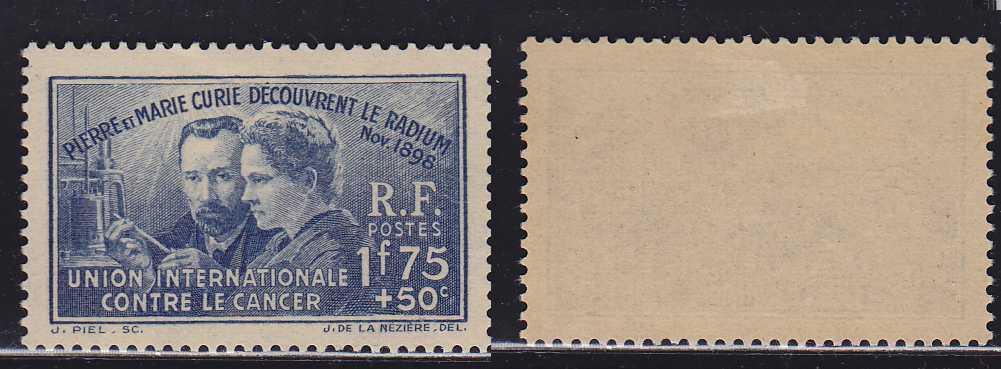 PIERRE ET MARIE CURIE DÉCOUVRENT LE RADIUM
Nov. 1898
R.F.
POSTES
1f75
+50c.
UNION INTERNATIONALE
CONTRE LE CANCER
J. PIEL . SC.
J. DE LA NÉZIÈRE . DEL.